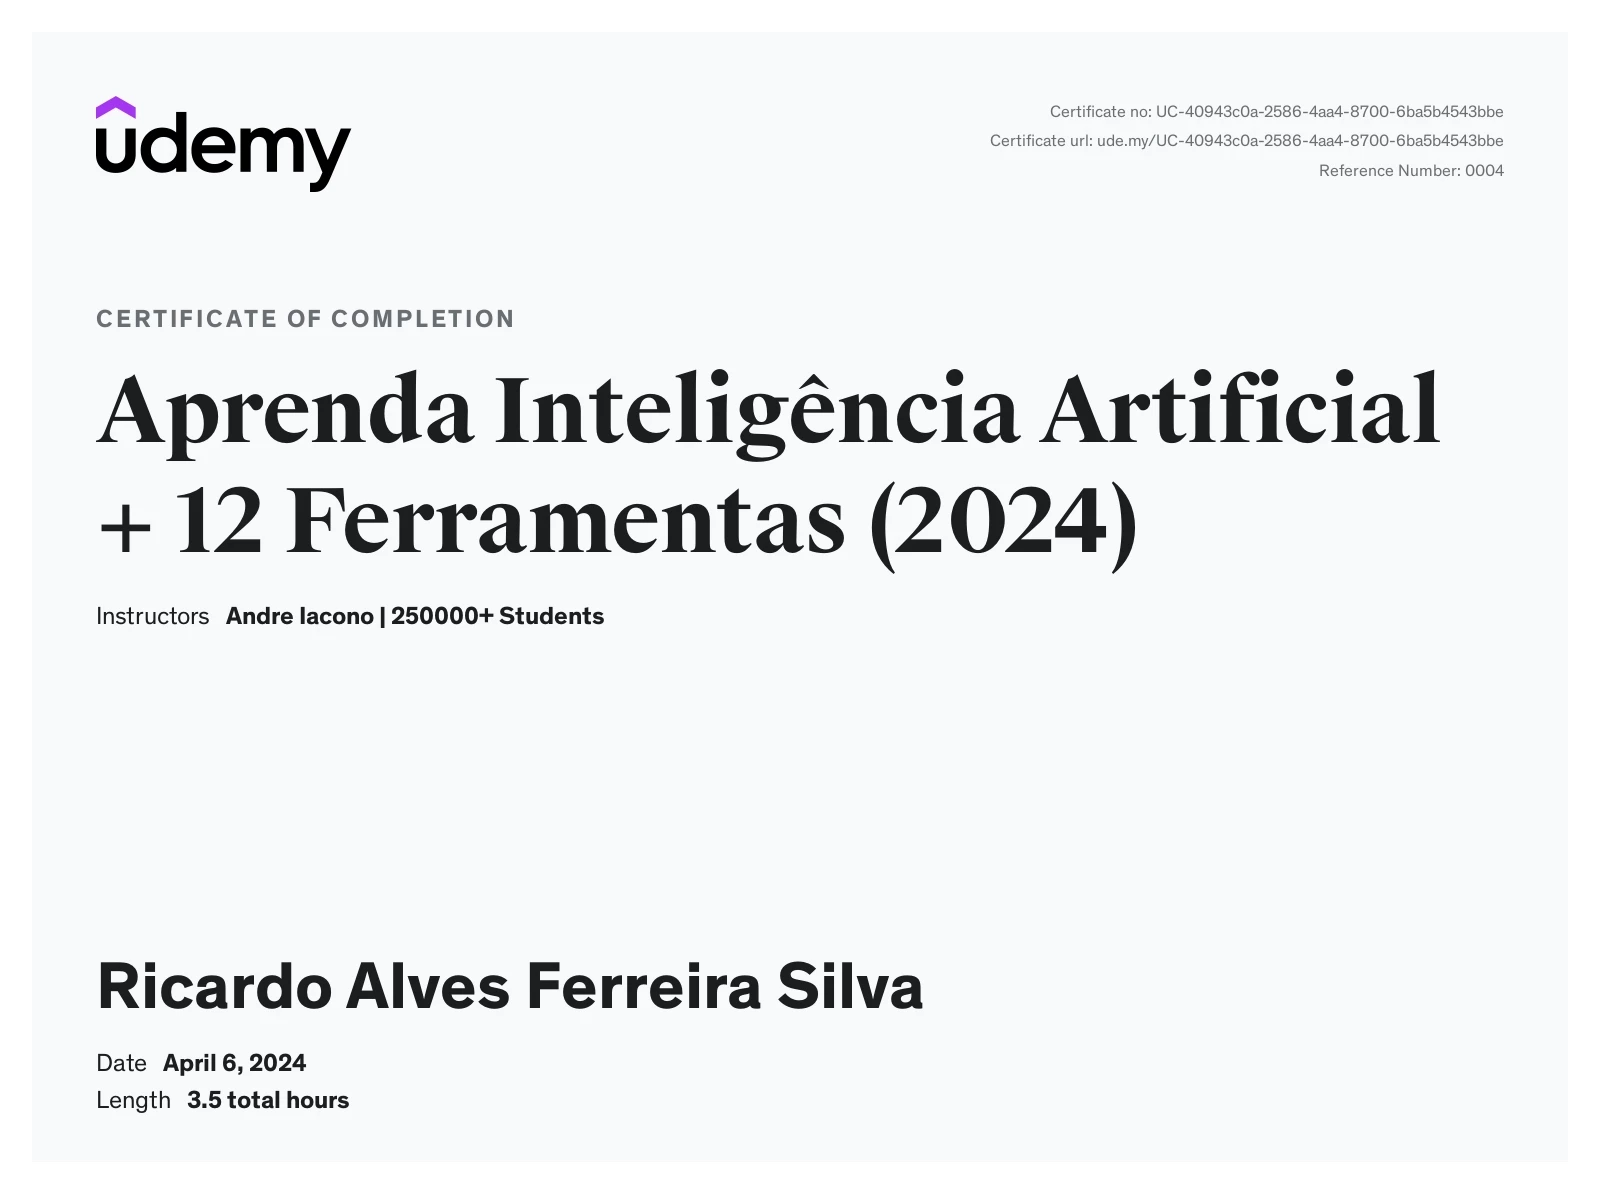 udemy
Certificate no: UC-40943c0a-2586-4aa4-8700-6ba5b4543bbe
Certificate url: ude.my/UC-40943c0a-2586-4aa4-8700-6ba5b4543bbe
Reference Number: 0004
CERTIFICATE OF COMPLETION
Aprenda Inteligência Artificial
+ 12 Ferramentas (2024)
Instructors Andre Iacono | 250000+ Students
Ricardo Alves Ferreira Silva
Date April 6, 2024
Length 3.5 total hours